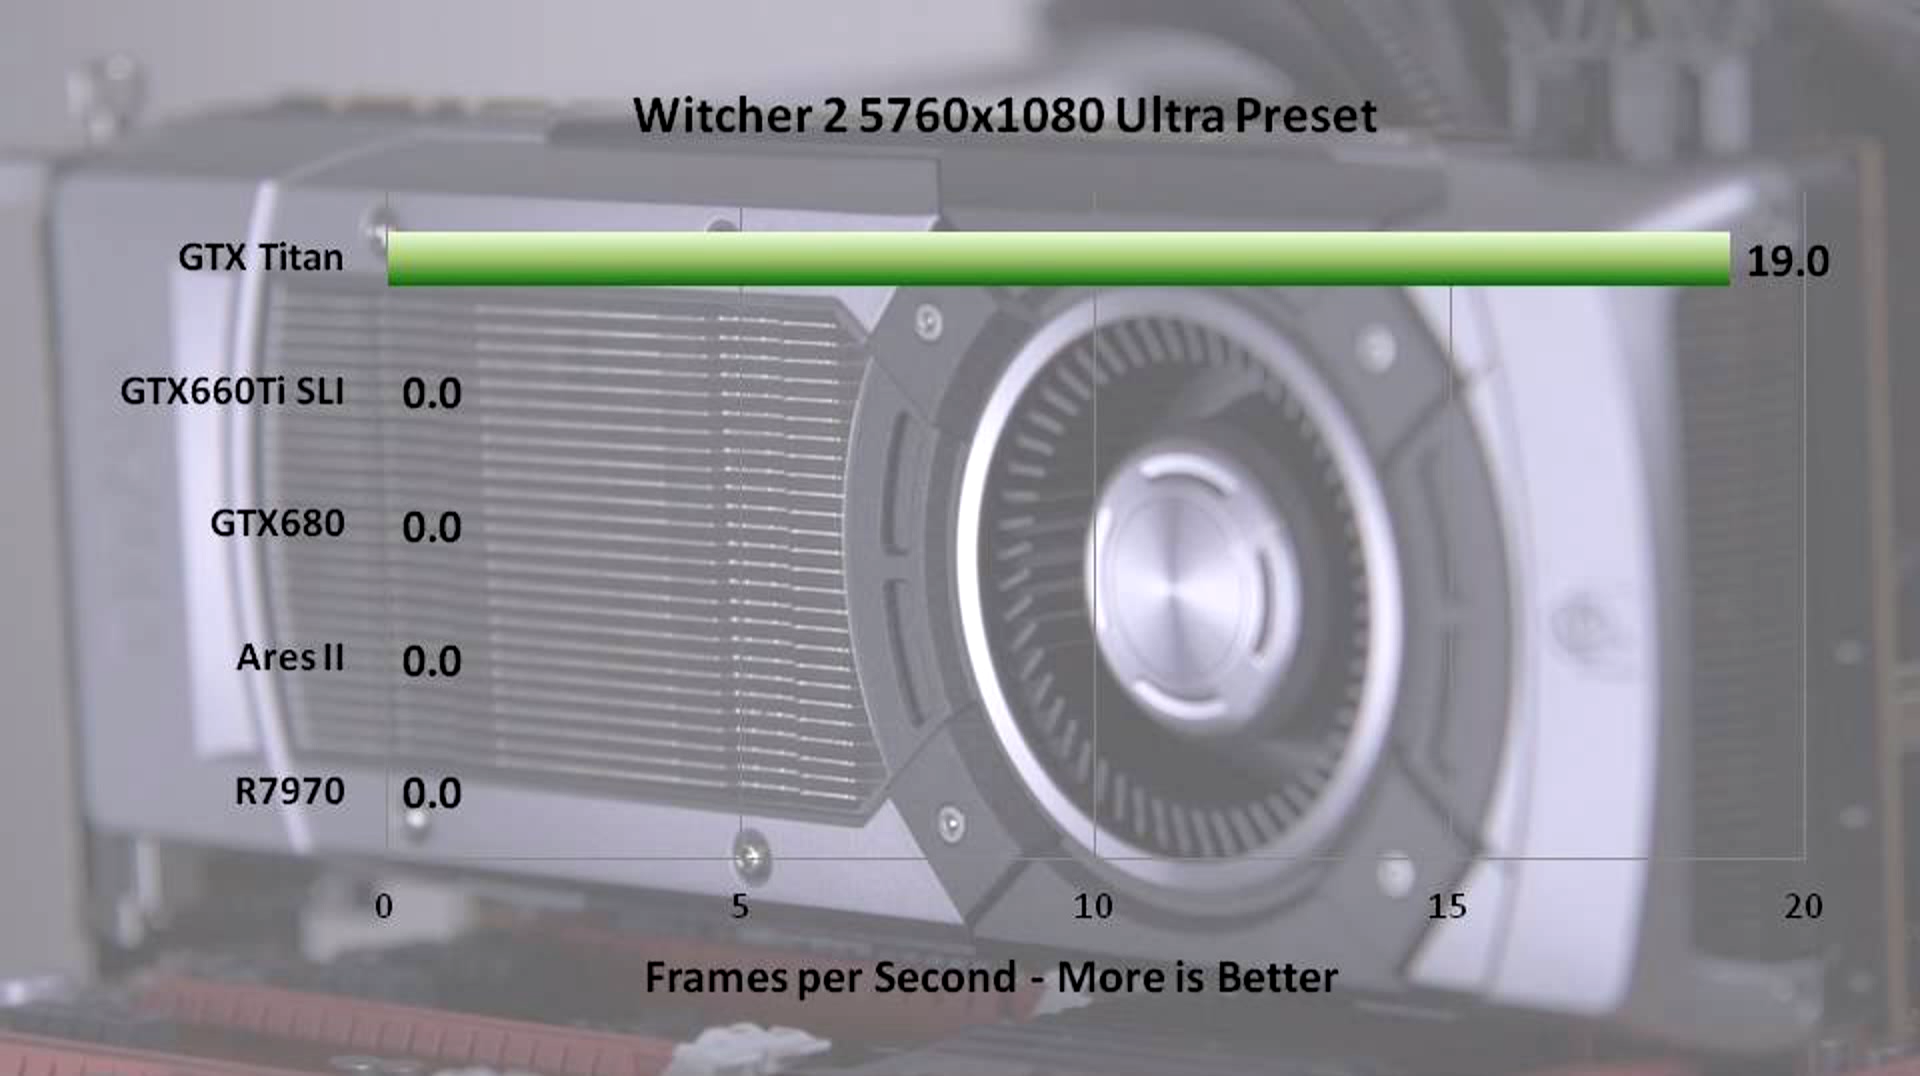 Witcher 2 5760x1080 Ultra Preset
GTX Titan 19.0
GTX660Ti SLI 0.0
GTX680 0.0
Ares II 0.0
R7970 0.0
0 5 10 15 20
Frames per Second - More is Better